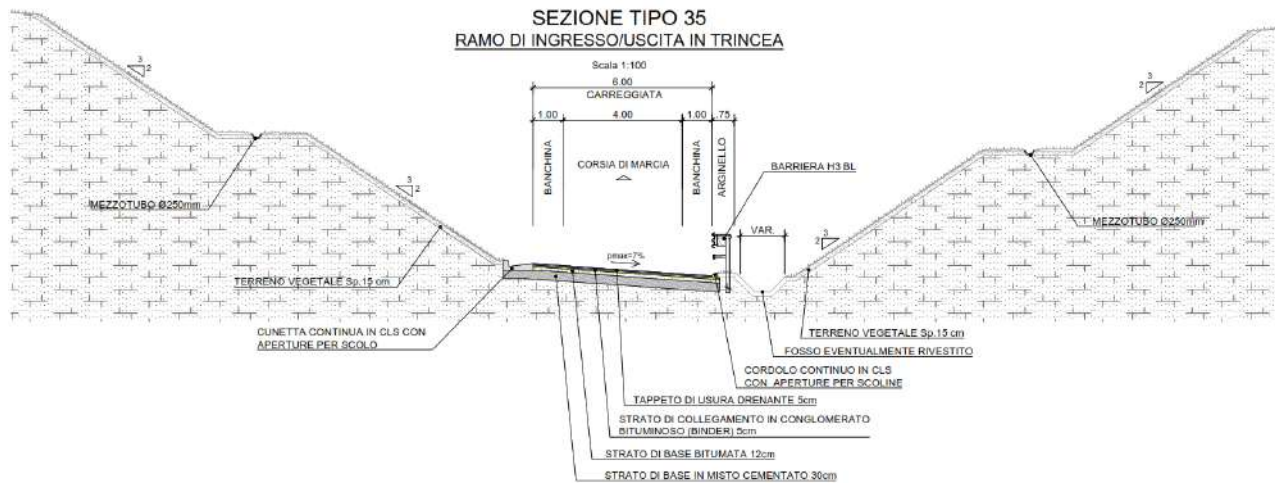 SEZIONE TIPO 35
RAMO DI INGRESSO/USCITA IN TRINCEA
Scala 1:100
6.00
CARREGGIATA
1.00
4.00
1.00
.75
BANCHINA
CORSIA DI MARCIA
BANCHINA
ARGINELLO
BARRIERA H3 BL
VAR.
3
2
3
2
3
2
3
2
MEZZOTUBO Ø250mm
MEZZOTUBO Ø250mm
pmax=7%
TERRENO VEGETALE Sp.15 cm
CUNETTA CONTINUA IN CLS CON
APERTURE PER SCOLO
TERRENO VEGETALE Sp.15 cm
FOSSO EVENTUALMENTE RIVESTITO
CORDOLO CONTINUO IN CLS
CON APERTURE PER SCOLINE
TAPPETO DI USURA DRENANTE 5cm
STRATO DI COLLEGAMENTO IN CONGLOMERATO
BITUMINOSO (BINDER) 5cm
STRATO DI BASE BITUMATA 12cm
STRATO DI BASE IN MISTO CEMENTATO 30cm